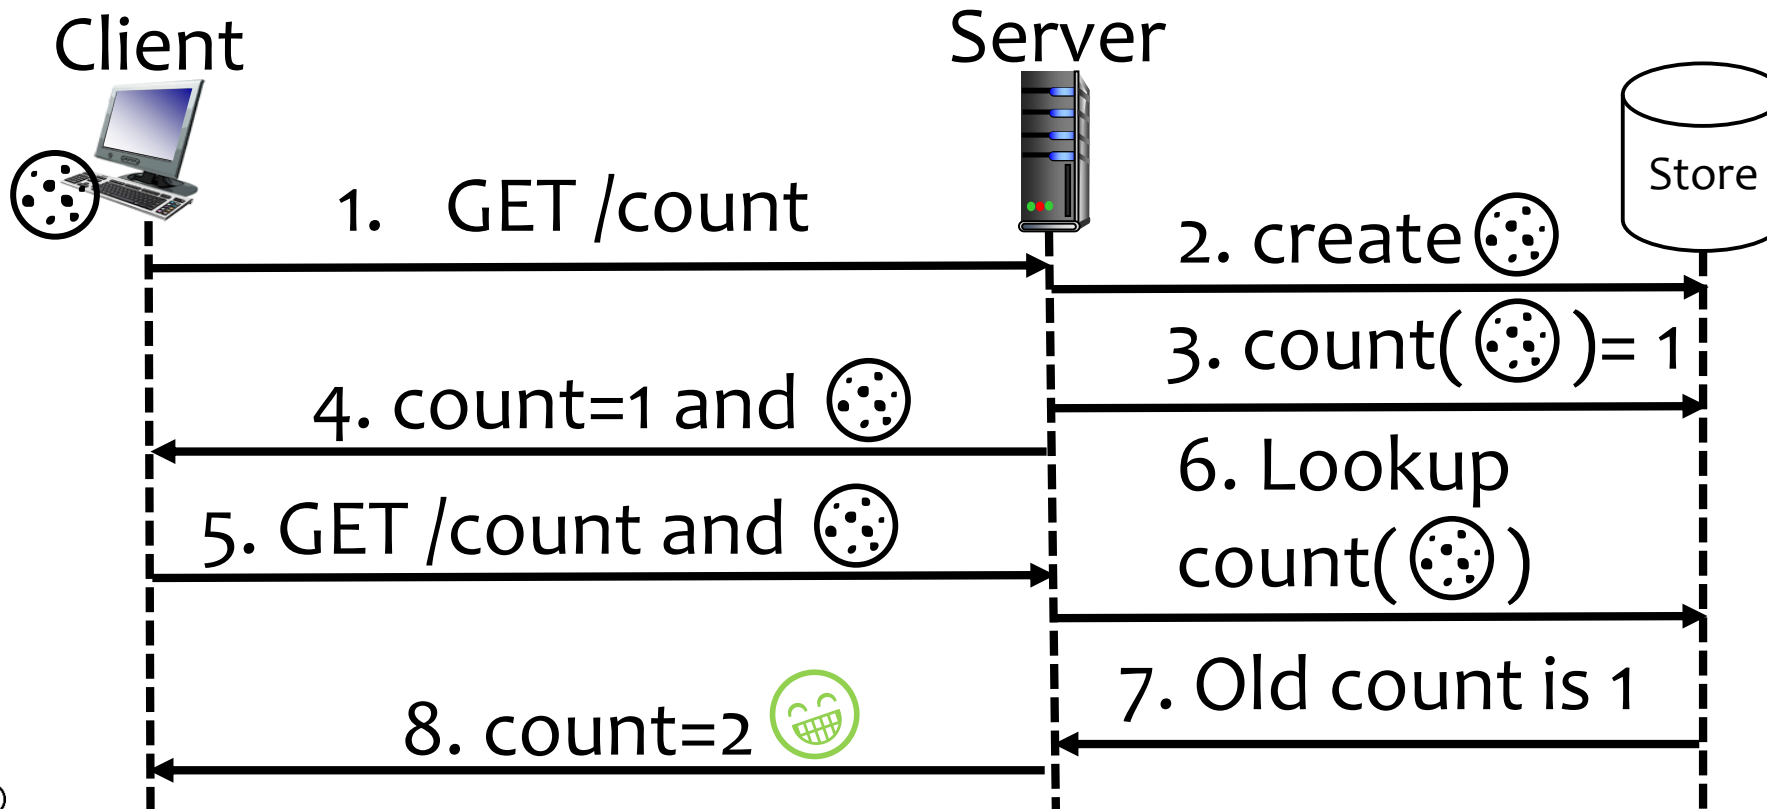 Client
Server
Store
1. GET /count
2. create
3. count( )= 1
4. count=1 and
5. GET /count and
6. Lookup
count( )
7. Old count is 1
8. count=2